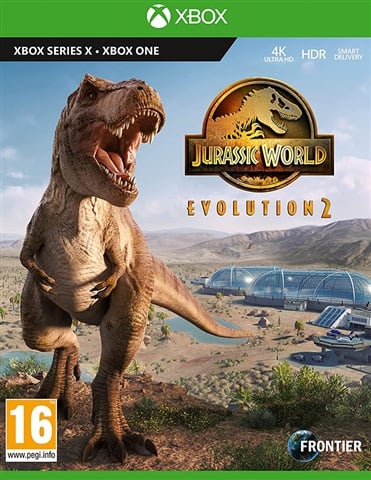 XBOX
XBOX SERIES X • XBOX ONE
4K
ULTRA HD
HDR
SMART
DELIVERY
JURASSIC WORLD
EVOLUTION 2
16
www.pegi.info
FRONTIER